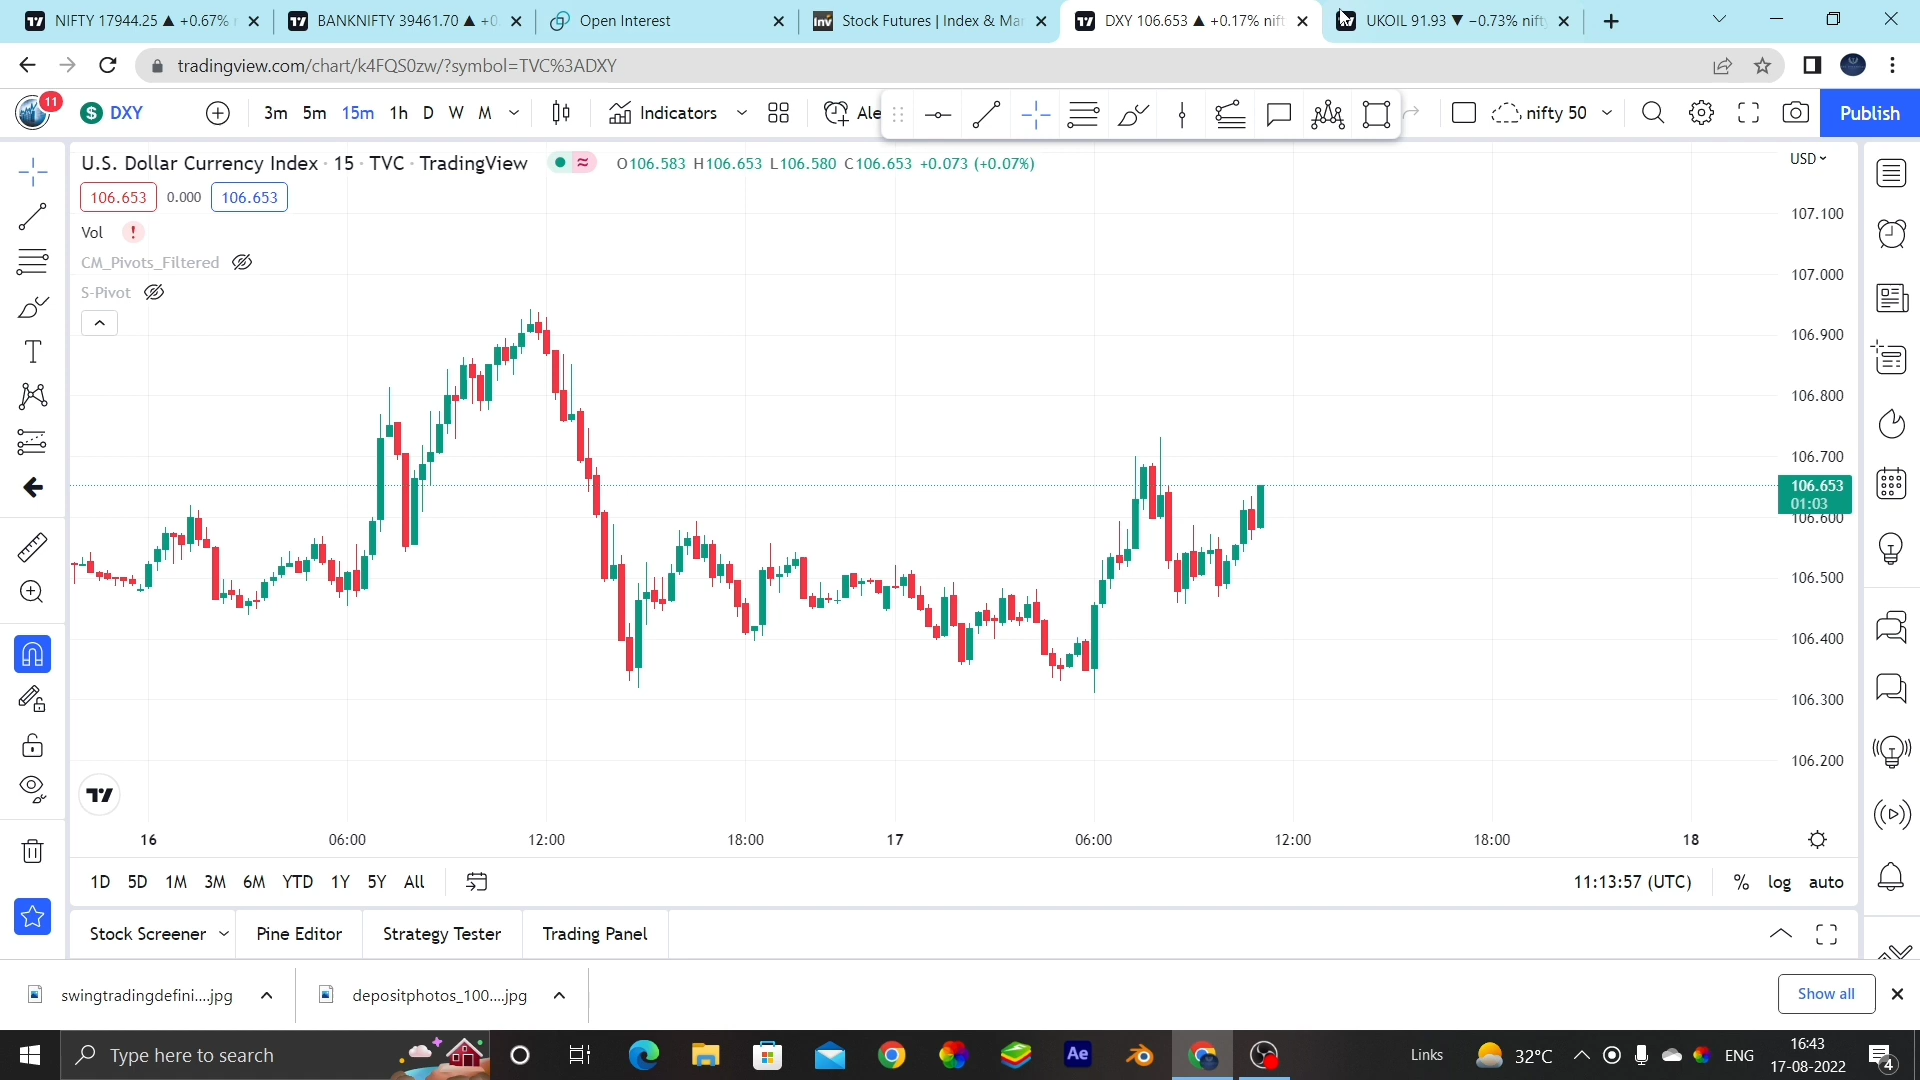 NIFTY 17944.25 ▲ +0.67%
BANKNIFTY 39461.70 ▲ +0
Open Interest
Stock Futures | Index & Mar
DXY 106.653 ▲ +0.17% nift
UKOIL 91.93 ▼ −0.73% nift
tradingview.com/chart/k4FQS0zw/?symbol=TVC%3ADXY
11
$ DXY
3m 5m 15m 1h D W M
Indicators
Ale
nifty 50
Publish
U.S. Dollar Currency Index · 15 · TVC · TradingView
O106.583 H106.653 L106.580 C106.653 +0.073 (+0.07%)
USD
106.653 0.000 106.653
Vol !
CM_Pivots_Filtered
S-Pivot
107.100
107.000
106.900
106.800
106.700
106.653
01:03
106.600
106.500
106.400
106.300
106.200
16 06:00 12:00 18:00 17 06:00 12:00 18:00 18
1D 5D 1M 3M 6M YTD 1Y 5Y All
11:13:57 (UTC) % log auto
Stock Screener Pine Editor Strategy Tester Trading Panel
swingtradingdefini....jpg
depositphotos_100....jpg
Show all
Type here to search
Ae
Links
32°C
ENG
16:43
17-08-2022
4